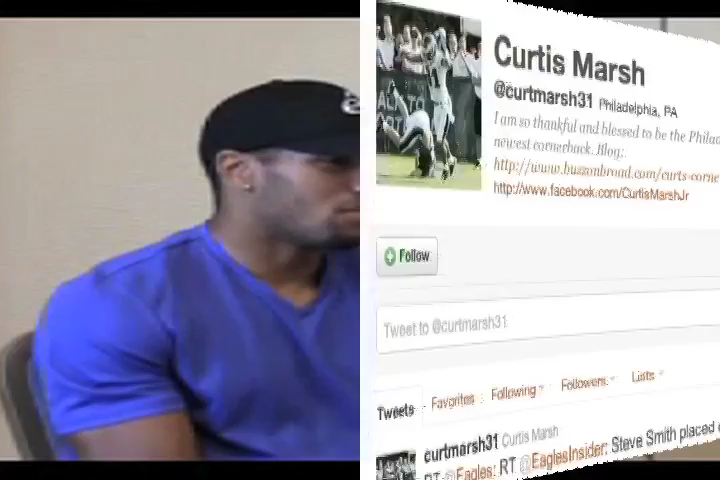 Curtis Marsh
@curtmarsh31 Philadelphia, PA
I am so thankful and blessed to be the
newest cornerback. Blog:
http://www.buzzonbroad.com/curts-corne
http://www.facebook.com/CurtisMarshJr
Follow
Tweet to @curtmarsh31
Tweets Favorites Following Followers Lists
curtmarsh31 Curtis Marsh
RT @Eagles: RT @EaglesInsider: Steve Smith placed